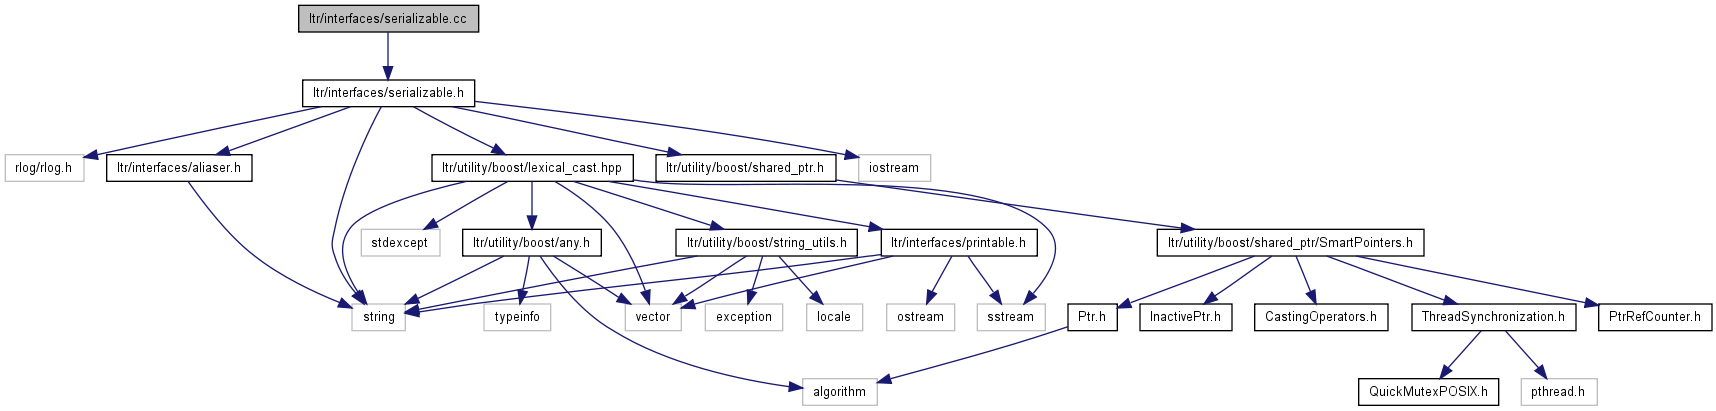 ltr/interfaces/serializable.cc
ltr/interfaces/serializable.h
rlog/rlog.h
ltr/interfaces/aliaser.h
ltr/utility/boost/lexical_cast.hpp
ltr/utility/boost/shared_ptr.h
iostream
stdexcept
ltr/utility/boost/any.h
ltr/utility/boost/string_utils.h
ltr/interfaces/printable.h
ltr/utility/boost/shared_ptr/SmartPointers.h
string
typeinfo
vector
exception
locale
ostream
sstream
Ptr.h
InactivePtr.h
CastingOperators.h
ThreadSynchronization.h
PtrRefCounter.h
algorithm
QuickMutexPOSIX.h
pthread.h